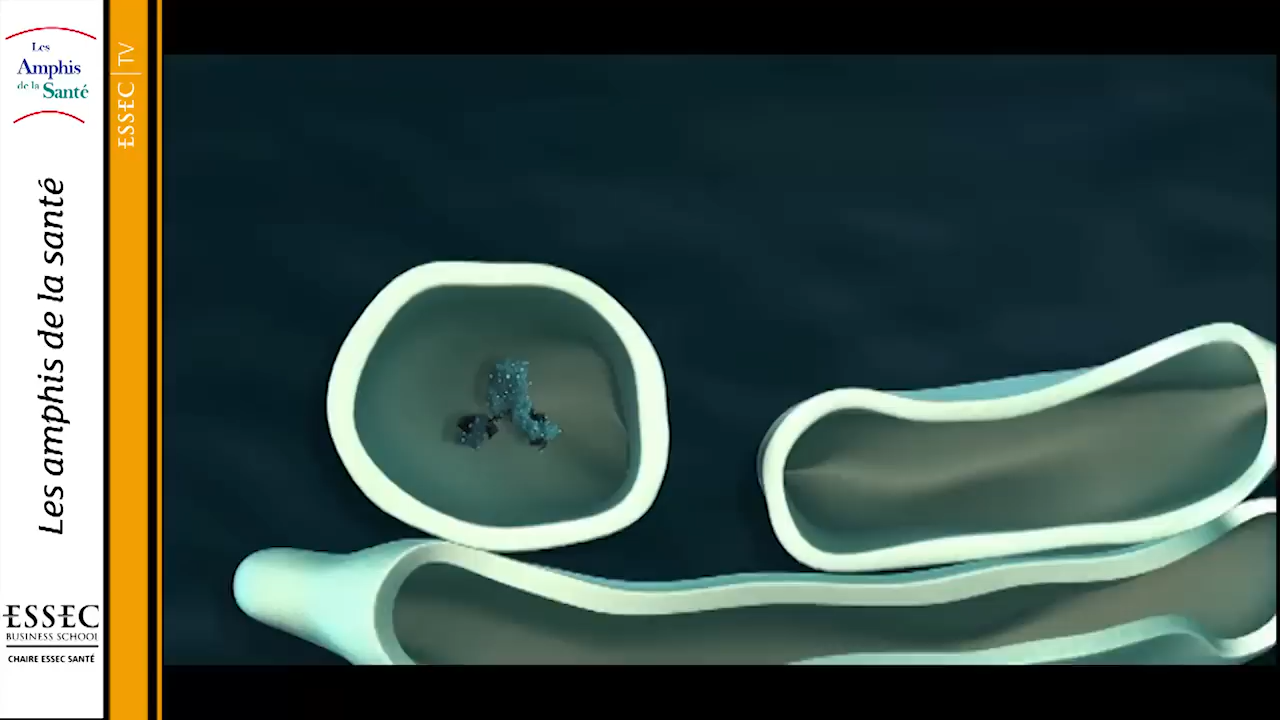 Les
Amphis
de la Santé
ESSEC | TV
Les amphis de la santé
ESSEC
BUSINESS SCHOOL
CHAIRE ESSEC SANTÉ